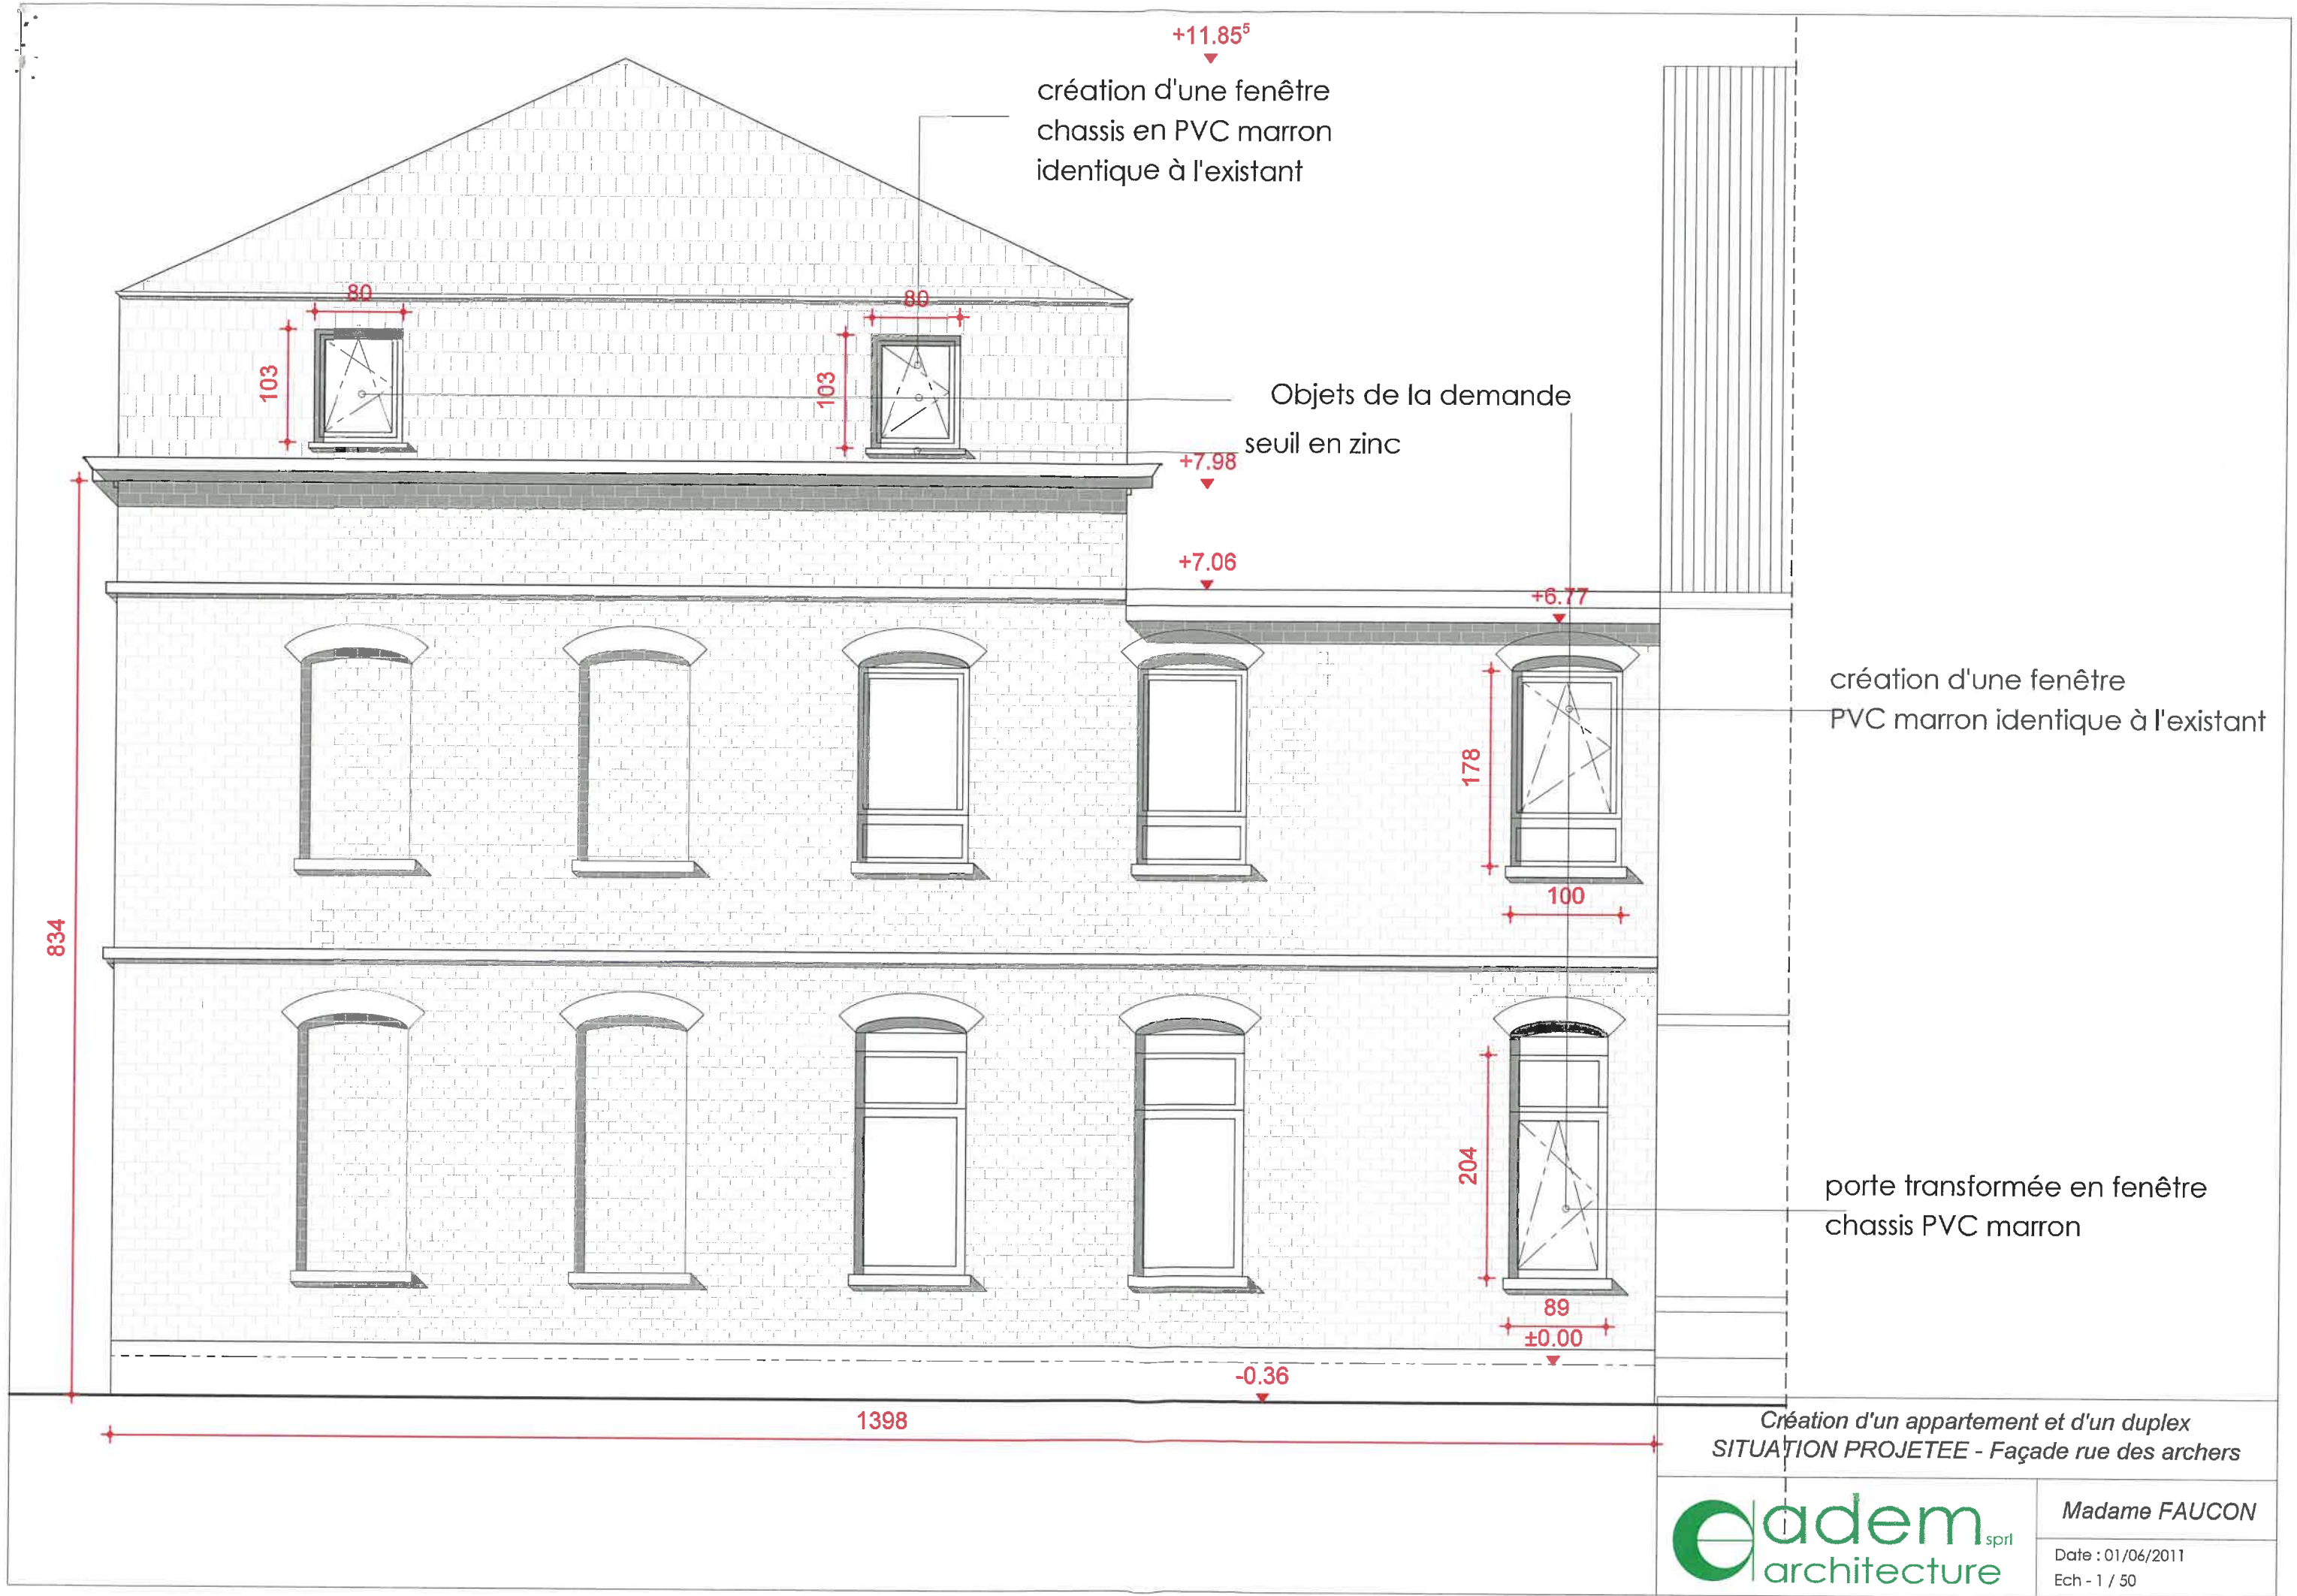 +11.85⁵
création d'une fenêtre
chassis en PVC marron
identique à l'existant
80
80
103
103
Objets de la demande
seuil en zinc
+7.98
+7.06
+6.77
création d'une fenêtre
PVC marron identique à l'existant
178
100
834
204
porte transformée en fenêtre
chassis PVC marron
89
±0.00
-0.36
1398
Création d'un appartement et d'un duplex
SITUATION PROJETEE - Façade rue des archers
adem sprl
architecture
Madame FAUCON
Date : 01/06/2011
Ech - 1 / 50